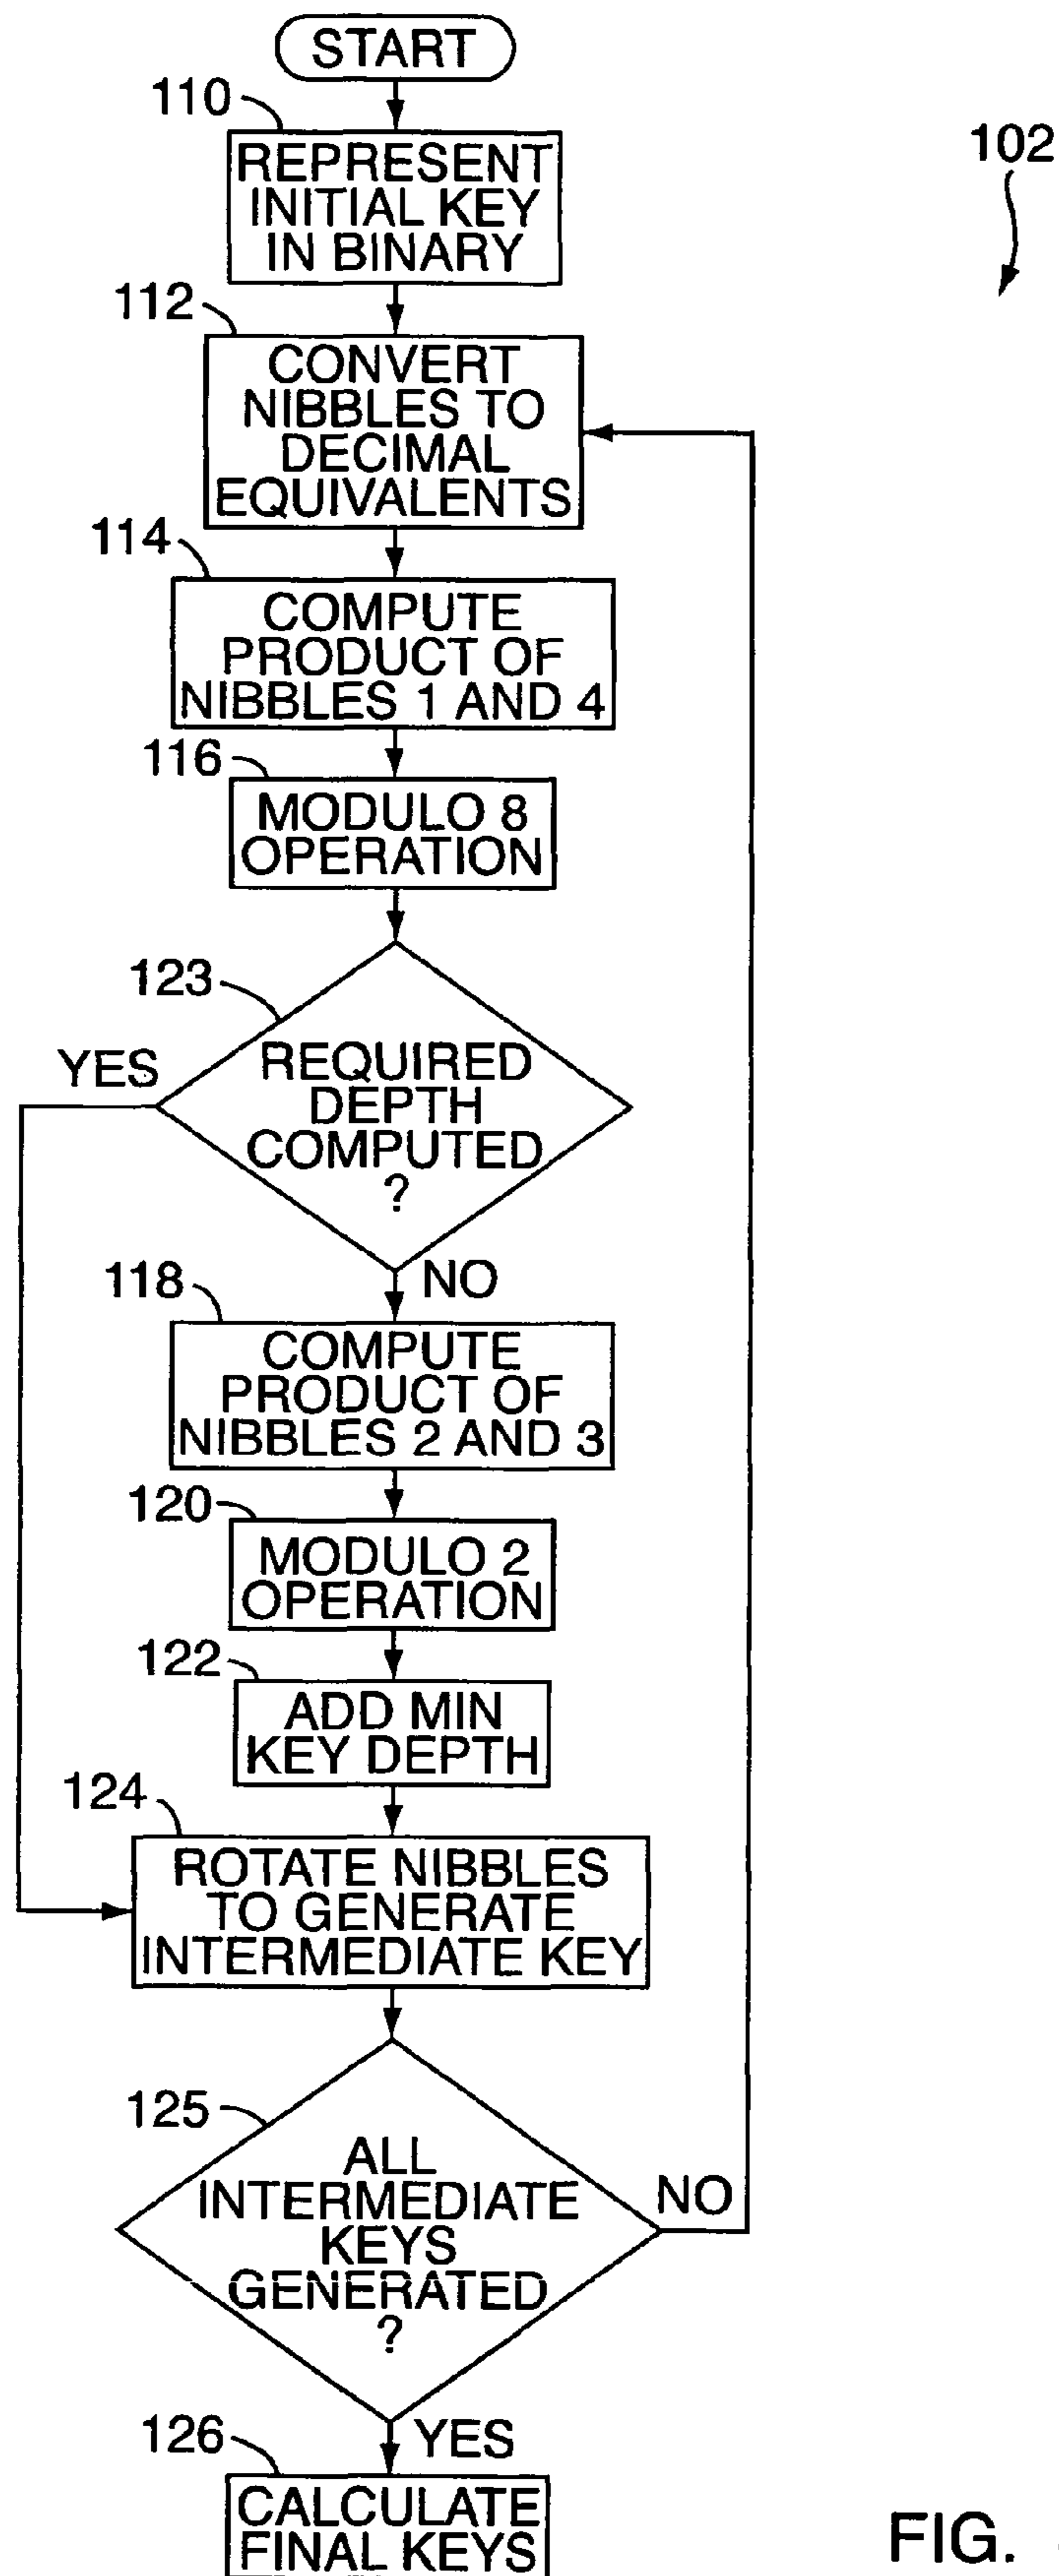 START
110
102
REPRESENT
INITIAL KEY
IN BINARY
112
CONVERT
NIBBLES TO
DECIMAL
EQUIVALENTS
114
COMPUTE
PRODUCT OF
NIBBLES 1 AND 4
116
MODULO 8
OPERATION
123
YES
REQUIRED
DEPTH
COMPUTED
?
NO
118
COMPUTE
PRODUCT OF
NIBBLES 2 AND 3
120
MODULO 2
OPERATION
122
ADD MIN
KEY DEPTH
124
ROTATE NIBBLES
TO GENERATE
INTERMEDIATE KEY
125
ALL
INTERMEDIATE
KEYS
GENERATED
?
NO
YES
126
CALCULATE
FINAL KEYS
FIG.